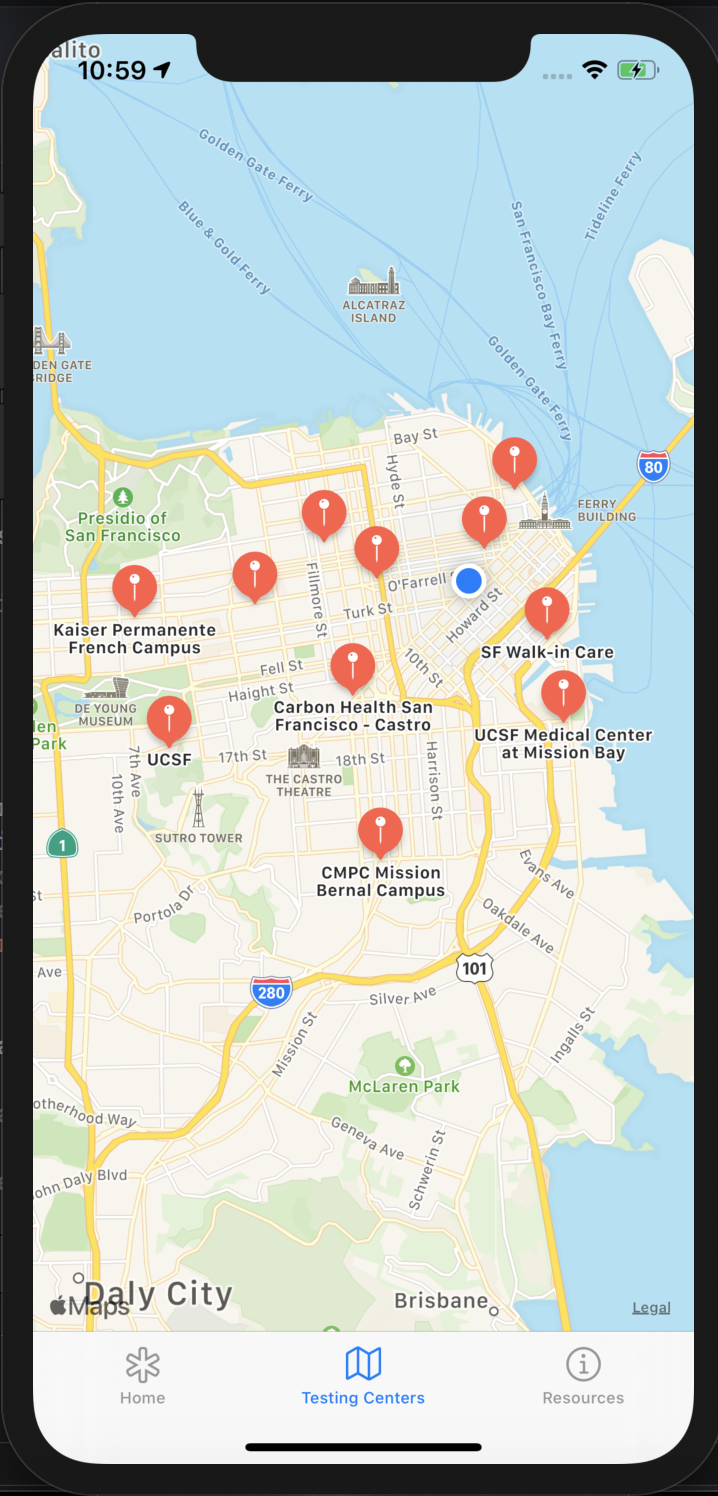 alito
10:59
Golden Gate Ferry
Blue & Gold Ferry
San Francisco Bay Ferry
Tideline Ferry
ALCATRAZ
ISLAND
DEN GATE
BRIDGE
Golden Gate Ferry
Bay St
Hyde St
80
Presidio of
San Francisco
FERRY
BUILDING
Fillmore St
O'Farrell S
Turk St
Howard St
Kaiser Permanente
French Campus
SF Walk-in Care
Fell St
10th St
Haight St
DE YOUNG
MUSEUM
Carbon Health San
Francisco - Castro
len
Park
UCSF Medical Center
at Mission Bay
UCSF
7th Ave
10th Ave
17th St
18th St
Harrison St
THE CASTRO
THEATRE
SUTRO TOWER
1
CMPC Mission
Bernal Campus
Evans Ave
st
Portola Dr
Oakdale Ave
Ave
101
280
Silver Ave
Mission St
Ingalls St
McLaren Park
otherhood Way
Geneva Ave
Schwerin St
ohn Daly Blvd
Daly City
Maps
Brisbane
Legal
Home
Testing Centers
Resources